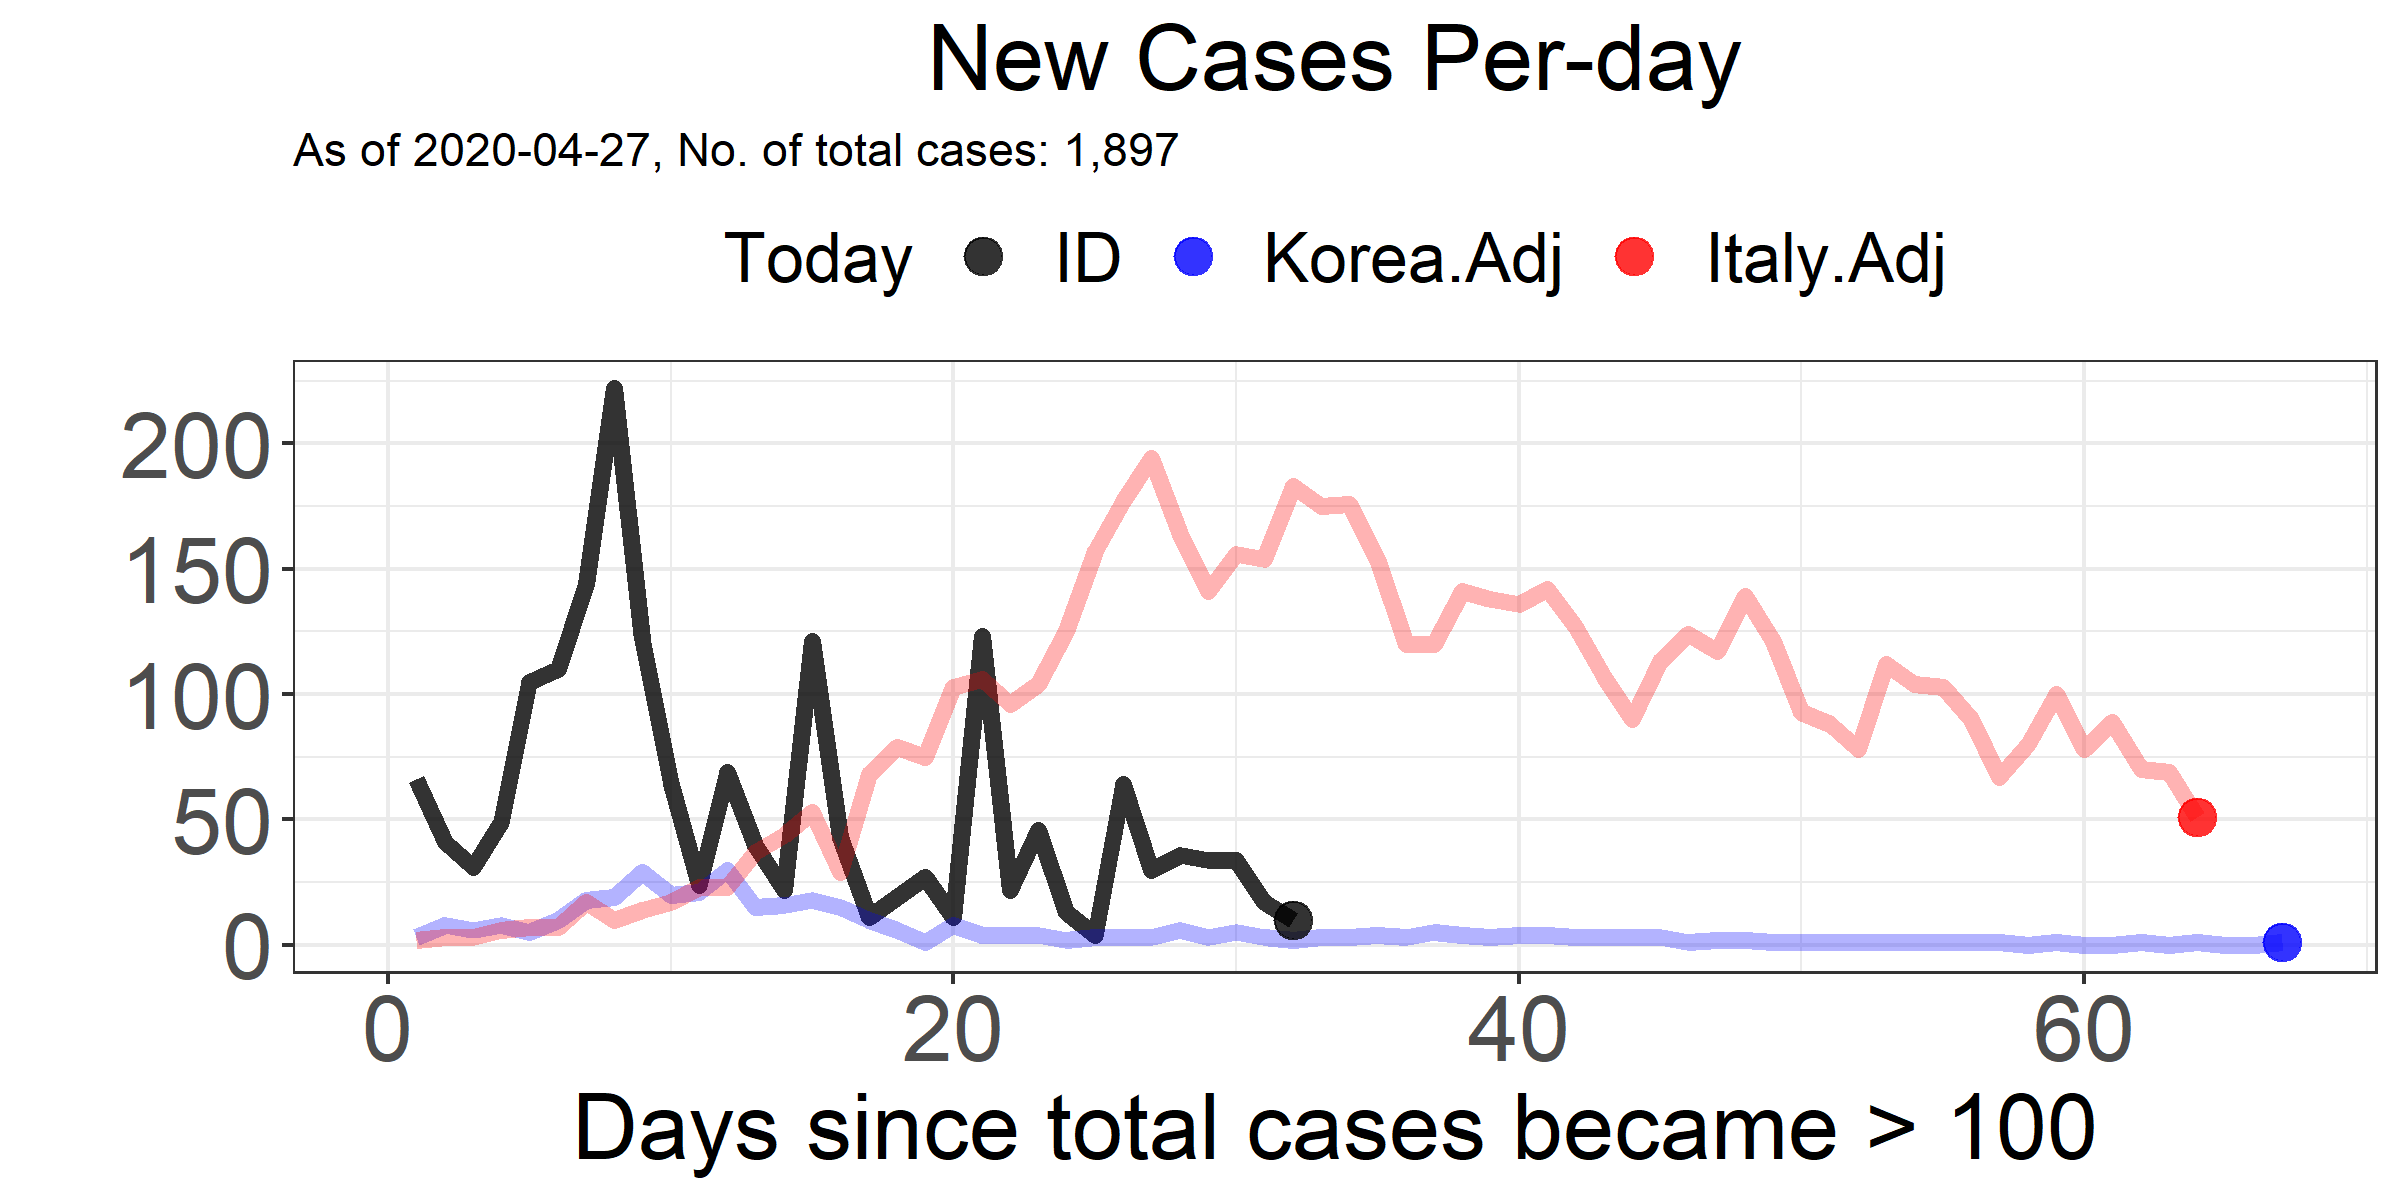 New Cases Per-day
As of 2020-04-27, No. of total cases: 1,897
Today ID Korea.Adj Italy.Adj
200
150
100
50
0
0 20 40 60
Days since total cases became > 100